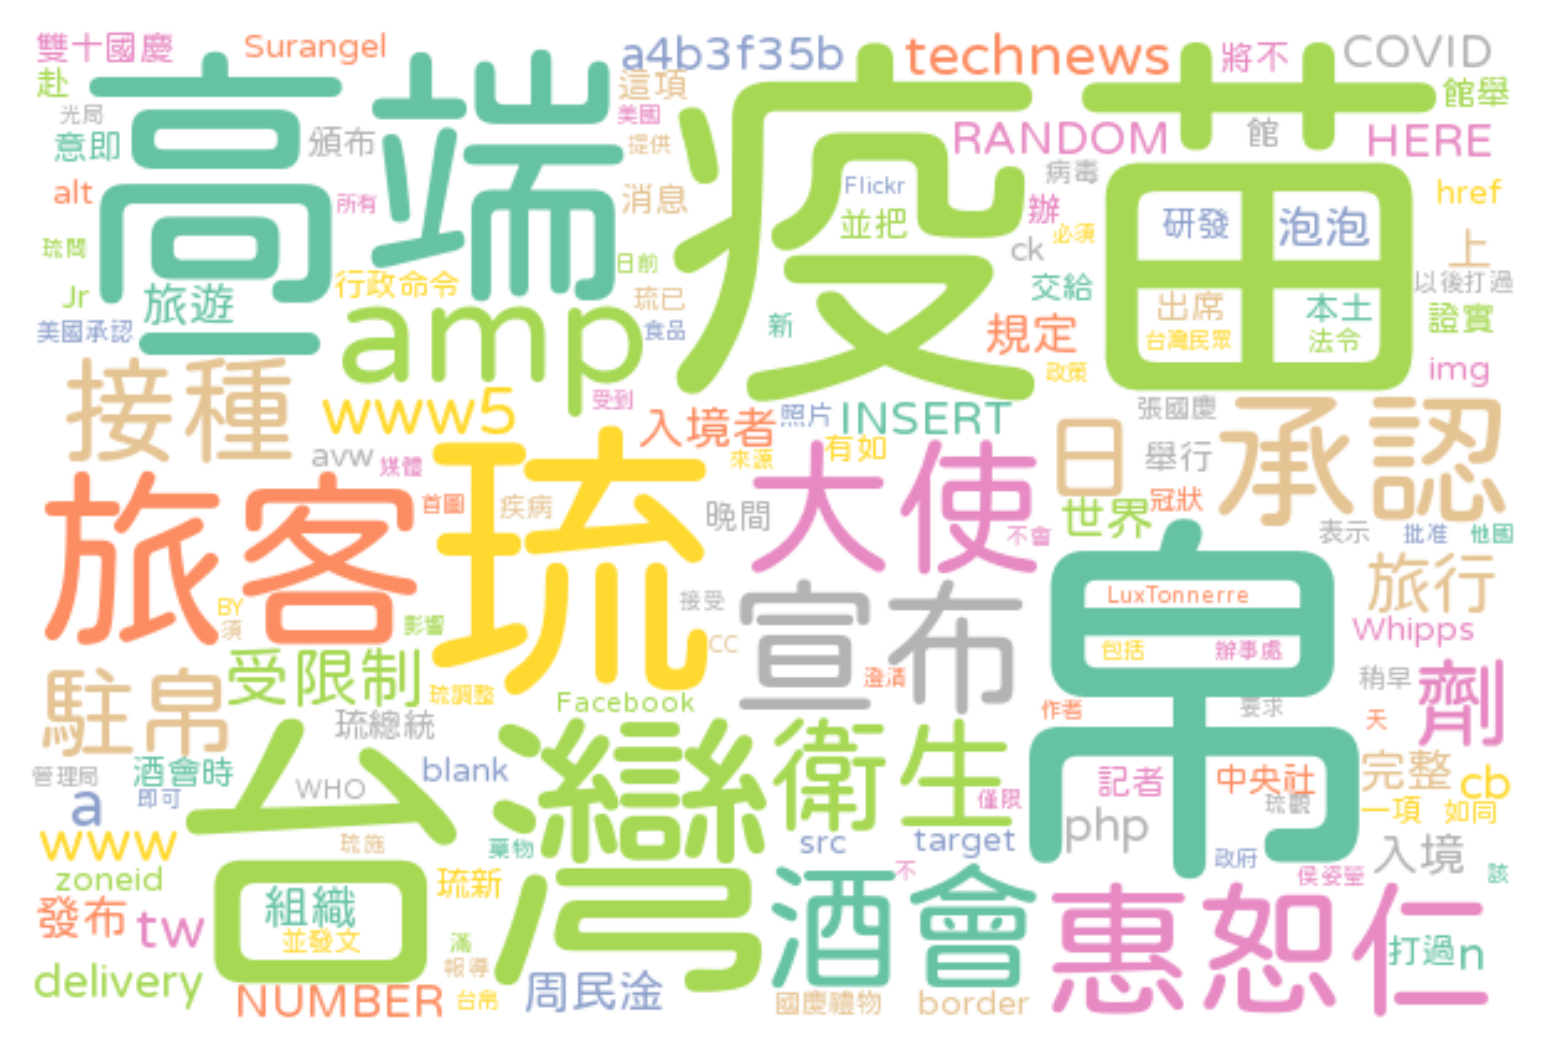 雙十國慶 Surangel a4b3f35b technews 將不 COVID
赴 高端 這項 疫苗 館舉
光局 美國 RANDOM 館 HERE
意即 頒布 提供 病毒
alt 所有 消息 Flickr 辦 研發 泡泡 href
琉間 並把 ck 必須 上
Jr 旅遊 行政命令 日前 琉已 交給 出席 本土 以後打過
美國承認 amp 食品 新 規定 台灣民眾 法令 證實
接種 政策 img
www5 受到 入境者 照片 INSERT 日 張國慶 承認
avw 媒體 琉 來源 有如 舉行
旅客 首圖 疾病 晚間 大使 不會 世界 冠狀 表示 批准 他國
BY 須 影響 接受 宣布 帛 LuxTonnerre 旅行
CC 包括 辦事處 Whipps
駐帛 受限制 琉調整 Facebook 澄清 稍早 劑
琉總統 作者 要求 天
管理局 酒會時 台灣 WHO blank 衛生 記者 中央社 完整 cb
a 即可 僅限 php 琉觀 一項 如同
www 琉施 藥物 src target 政府 入境
zoneid 組織 琉新 酒會 不 侯姿瑩 該
發布 tw 並發文 滿 惠恕仁 打過 n
delivery NUMBER 報導 台帛 周民淦 國慶禮物 border